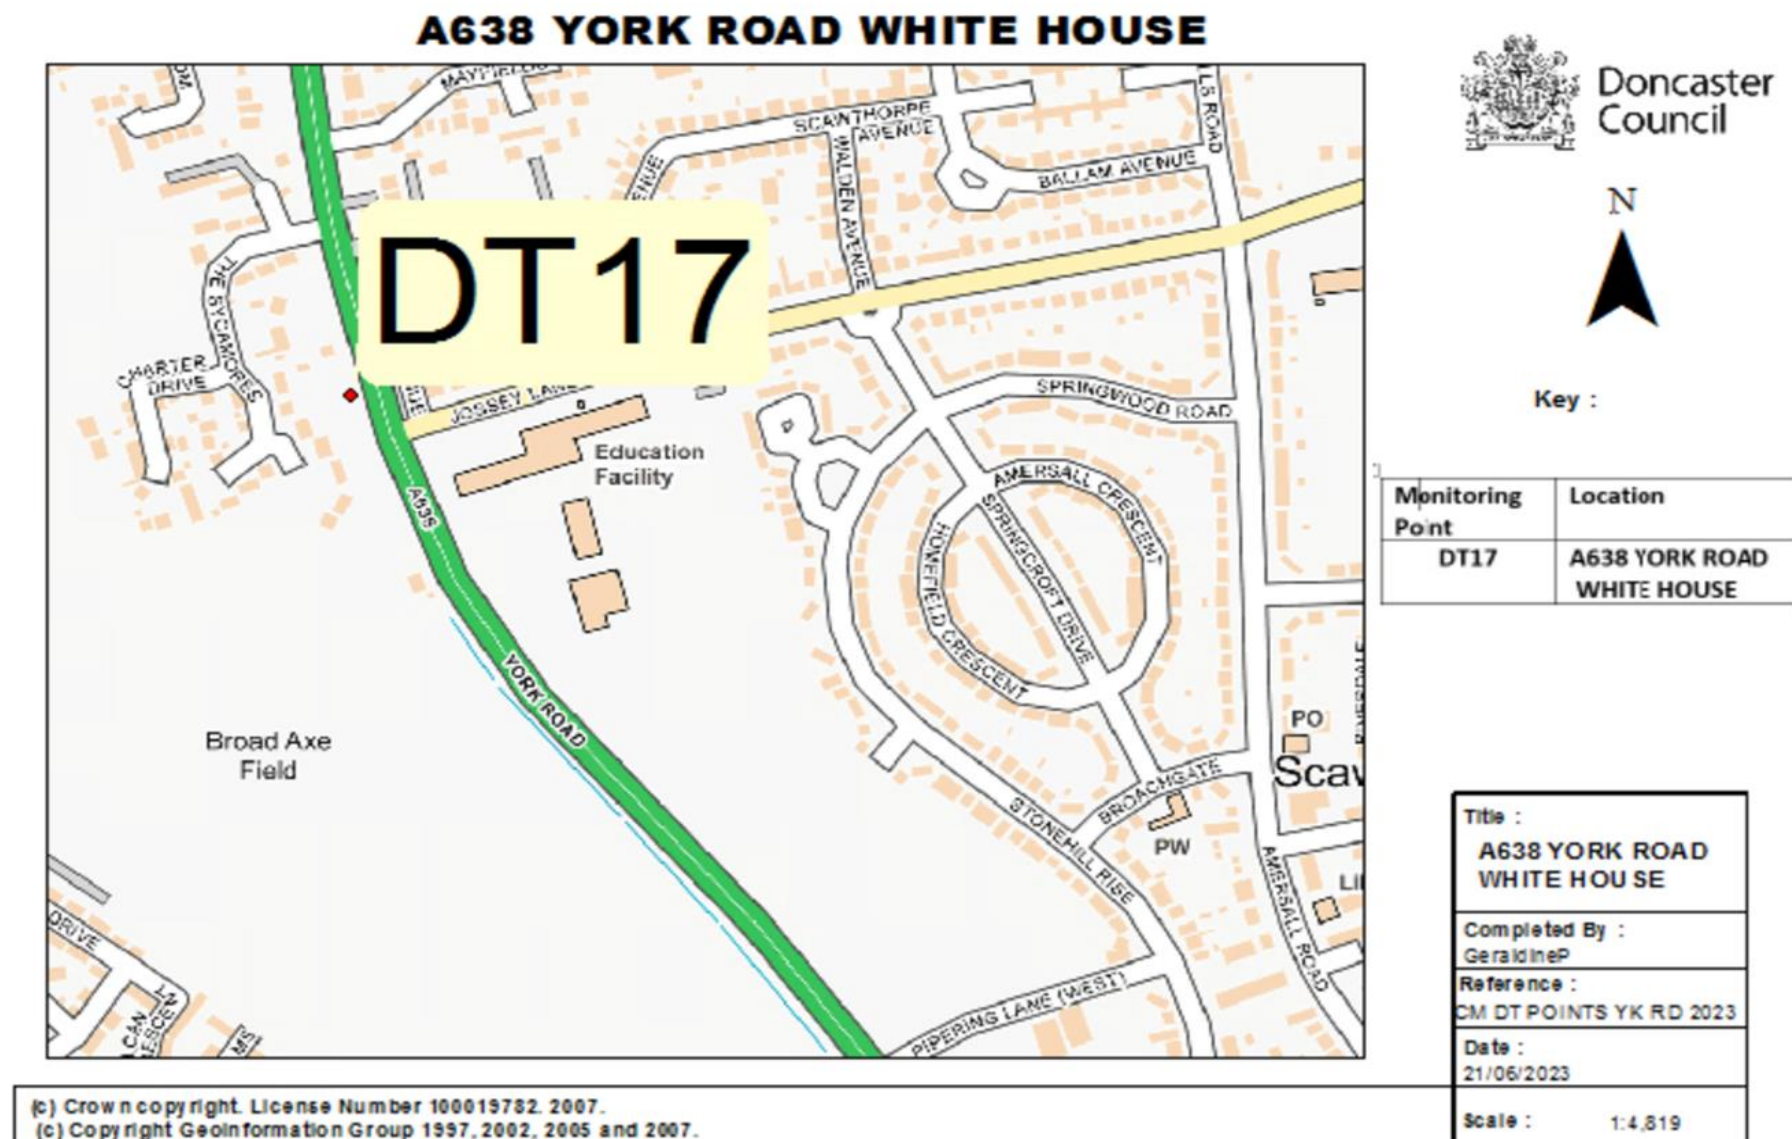 A638 YORK ROAD WHITE HOUSE
Doncaster
Council
N
Key :
Monitoring
Point
Location
DT17
A638 YORK ROAD
WHITE HOUSE
SCAWTHORPE
AVENUE
WALDEN AVENUE
BALLAM AVENUE
DT17
THE SYCAMORES
CHARTER
DRIVE
JOSSEY LANE
Education
Facility
SPRINGWOOD ROAD
AMERSALL CRESCENT
SPRINGCROFT DRIVE
HOMEFIELD CRESCENT
A638
YORK ROAD
Broad Axe
Field
PO
BROACHGATE
STONEHILL RISE
PW
AMERSALL ROAD
PIPERING LANE (WEST)
DRIVE
Title :
A638 YORK ROAD
WHITE HOUSE
Completed By :
GeraldineP
Reference :
CM DT POINTS YK RD 2023
Date :
21/06/2023
Scale :
1:4,819
(c) Crown copyright. License Number 100019782. 2007.
(c) Copyright GeoInformation Group 1997, 2002, 2005 and 2007.